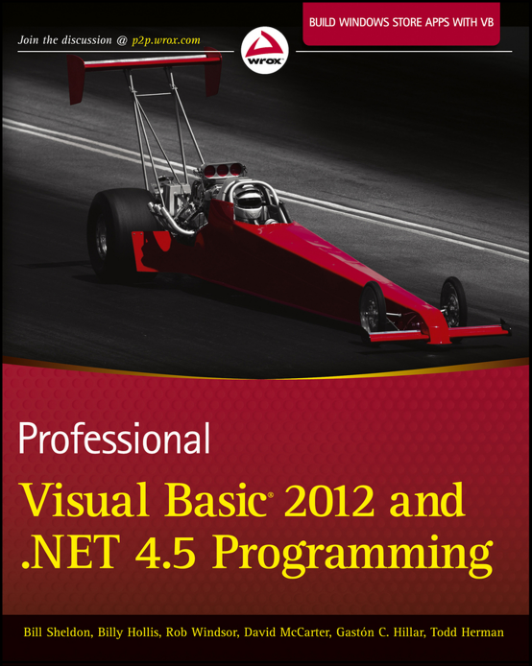 BUILD WINDOWS STORE APPS WITH VB
Join the discussion @ p2p.wrox.com
wrox™
Professional
Visual Basic® 2012 and
.NET 4.5 Programming
Bill Sheldon, Billy Hollis, Rob Windsor, David McCarter, Gastón C. Hillar, Todd Herman